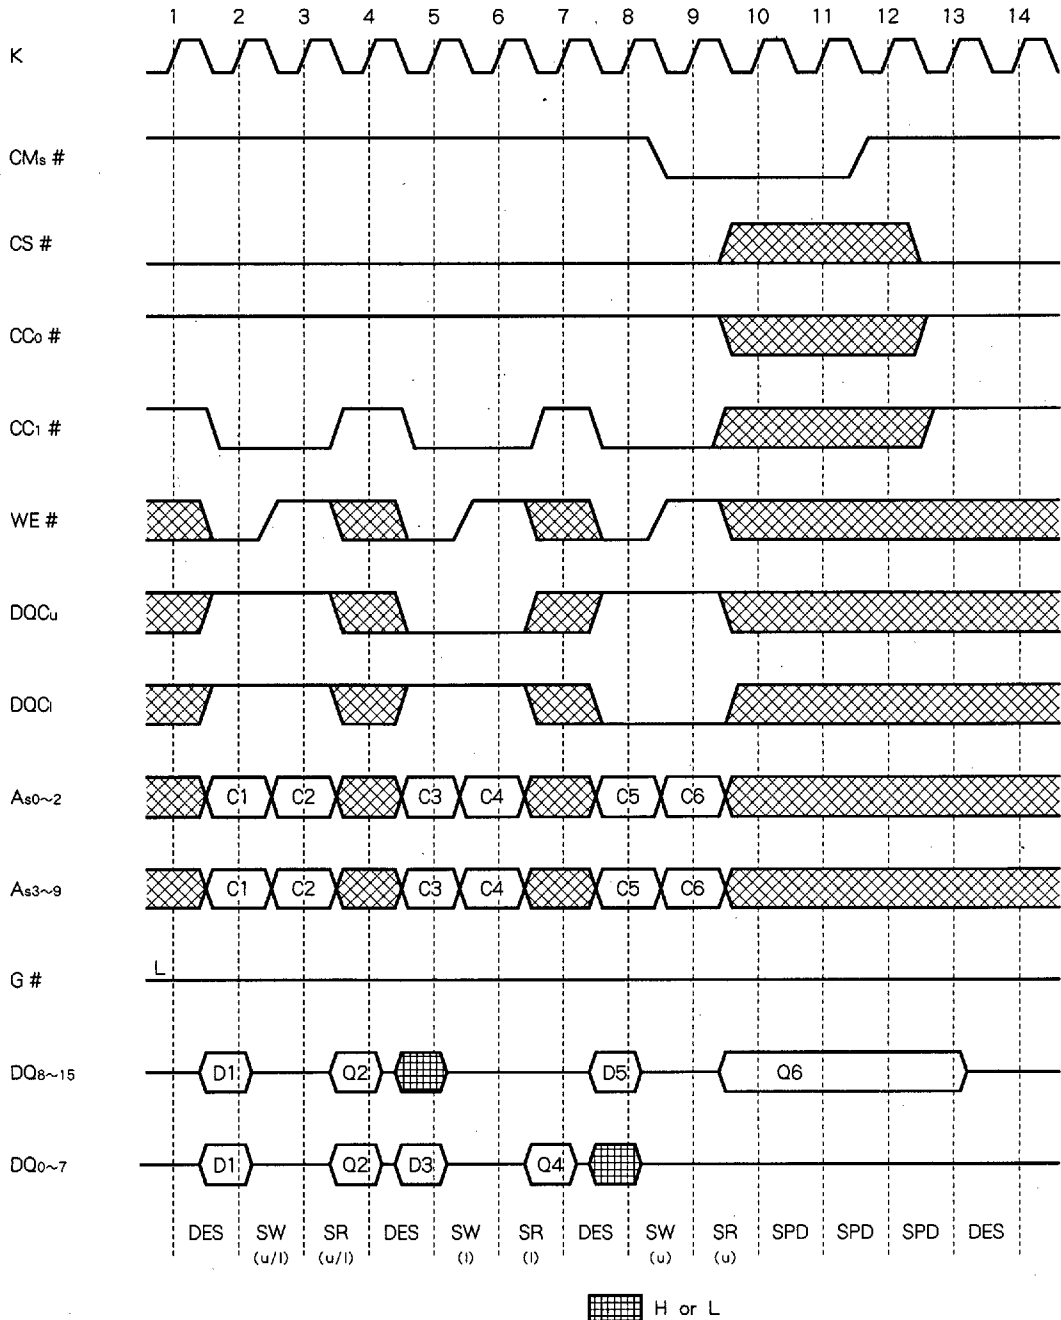 1 2 3 4 5 6 7 8 9 10 11 12 13 14
K
CMs #
CS #
CC0 #
CC1 #
WE #
DQCu
DQCl
As0~2 C1 C2 C3 C4 C5 C6
As3~9 C1 C2 C3 C4 C5 C6
G # L
DQ8~15 D1 Q2 D5 Q6
DQ0~7 D1 Q2 D3 Q4
DES SW SR DES SW SR DES SW SR SPD SPD SPD DES
(u/l) (u/l) (l) (l) (u) (u)
H or L